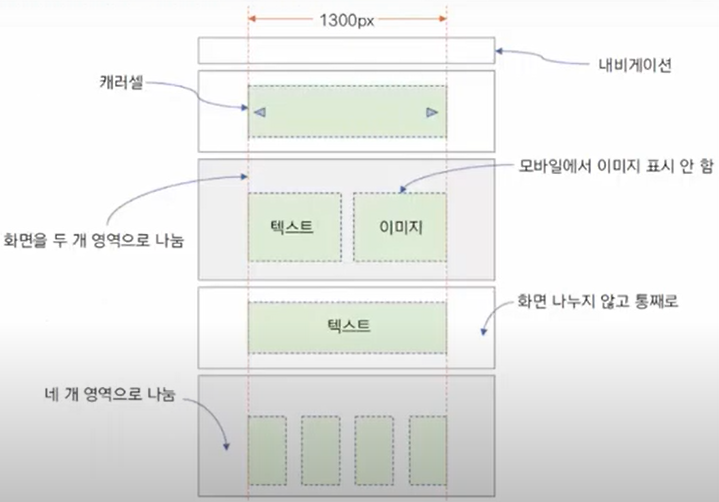 1300px
내비게이션
캐러셀
모바일에서 이미지 표시 안 함
텍스트
이미지
화면을 두 개 영역으로 나눔
화면 나누지 않고 통째로
텍스트
네 개 영역으로 나눔